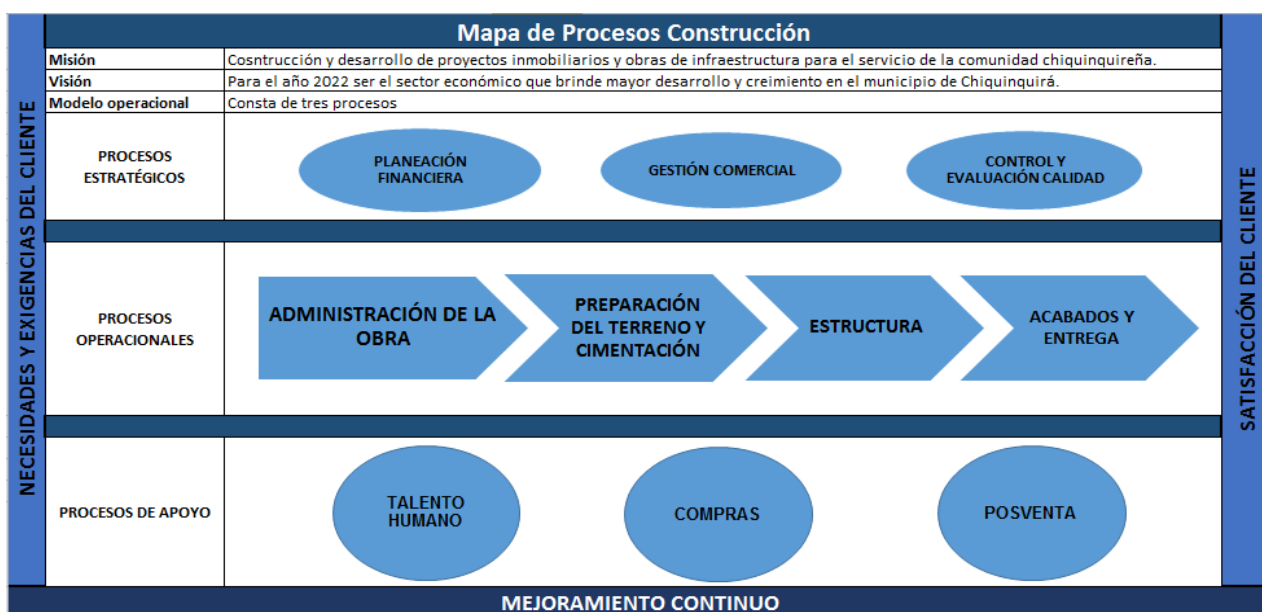 Mapa de Procesos Construcción
Misión
Cosntrucción y desarrollo de proyectos inmobiliarios y obras de infraestructura para el servicio de la comunidad chiquinquireña.
Visión
Para el año 2022 ser el sector económico que brinde mayor desarrollo y creimiento en el municipio de Chiquinquirá.
Modelo operacional
Consta de tres procesos
NECESIDADES Y EXIGENCIAS DEL CLIENTE
PROCESOS
ESTRATÉGICOS
PLANEACIÓN
FINANCIERA
GESTIÓN COMERCIAL
CONTROL Y
EVALUACIÓN CALIDAD
PROCESOS
OPERACIONALES
ADMINISTRACIÓN DE LA
OBRA
PREPARACIÓN
DEL TERRENO Y
CIMENTACIÓN
ESTRUCTURA
ACABADOS Y
ENTREGA
PROCESOS DE APOYO
TALENTO
HUMANO
COMPRAS
POSVENTA
SATISFACCIÓN DEL CLIENTE
MEJORAMIENTO CONTINUO